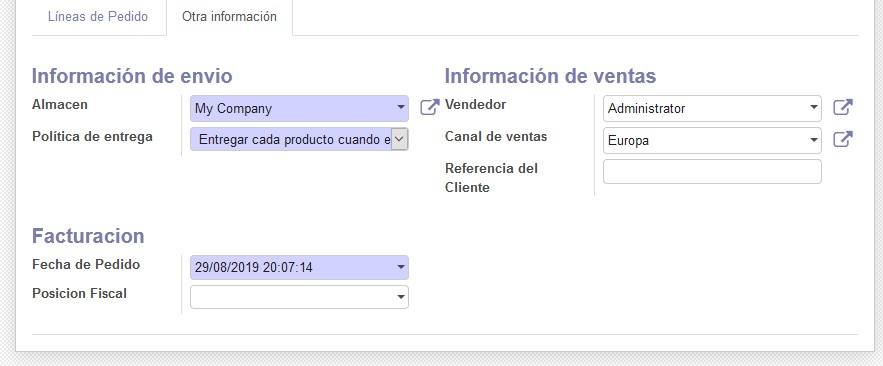 Líneas de Pedido
Otra información
Información de envio
Almacen
My Company
Política de entrega
Entregar cada producto cuando e
Información de ventas
Vendedor
Administrator
Canal de ventas
Europa
Referencia del
Cliente
Facturacion
Fecha de Pedido
29/08/2019 20:07:14
Posicion Fiscal